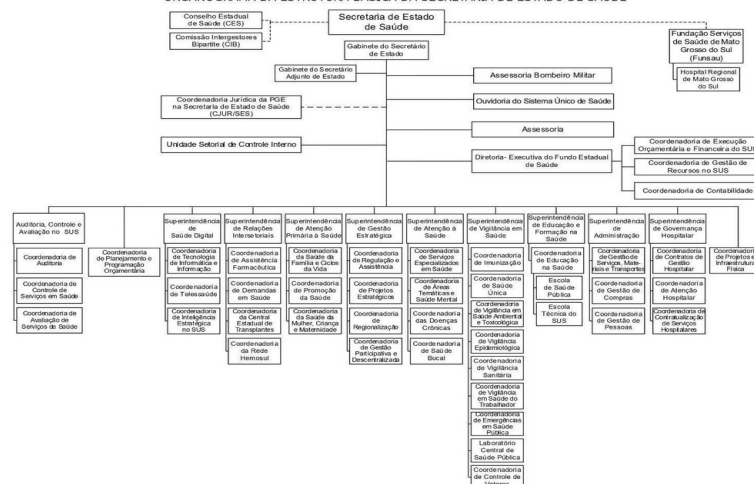 ORGANOGRAMA DA ESTRUTURA BÁSICA DA SECRETARIA DE ESTADO DE SAÚDE
Conselho Estadual
de Saúde (CES)
Comissão Intergestores
Bipartite (CIB)
Secretaria de Estado
de Saúde
Fundação Serviços
de Saúde de Mato
Grosso do Sul
(Funsau)
Hospital Regional
de Mato Grosso
do Sul
Gabinete do Secretário
de Estado
Gabinete do Secretário
Adjunto de Estado
Assessoria Bombeiro Militar
Coordenadoria Jurídica da PGE
na Secretaria de Estado de Saúde
(CJUR/SES)
Ouvidoria do Sistema Único de Saúde
Assessoria
Unidade Setorial de Controle Interno
Diretoria- Executiva do Fundo Estadual
de Saúde
Coordenadoria de Execução
Orçamentária e Financeira do SUS
Coordenadoria de Gestão de
Recursos no SUS
Coordenadoria de Contabilidade
Auditoria, Controle e
Avaliação no SUS
Coordenadoria de
Auditoria
Coordenadoria de
Controle de
Serviços em Saúde
Coordenadoria de
Avaliação de
Serviços de Saúde
Coordenadoria
de Planejamento e
Programação
Orçamentária
Superintendência
de
Saúde Digital
Coordenadoria
de Tecnologia
de Informática e
Informação
Coordenadoria
de Telessaúde
Coordenadoria
de Inteligência
Estratégica
no SUS
Superintendência
de Relações
Intersetoriais
Coordenadoria
de Assistência
Farmacêutica
Coordenadoria
de Demandas
em Saúde
Coordenadoria
da Central
Estadual de
Transplantes
Coordenadoria
da Rede
Hemosul
Superintendência
de Atenção
Primária à Saúde
Coordenadoria
da Saúde da
Família e Ciclos
da Vida
Coordenadoria
de Promoção
da Saúde
Coordenadoria
da Saúde da
Mulher, Criança
e Maternidade
Superintendência
de Gestão
Estratégica
Coordenadoria
de Regulação e
Assistência
Coordenadoria
de Projetos
Estratégicos
Coordenadoria
de
Regionalização
Coordenadoria
de Gestão
Participativa e
Descentralizada
Superintendência
de Atenção à
Saúde
Coordenadoria
de Serviços
Especializados
em Saúde
Coordenadoria
de Áreas
Temáticas e
Saúde Mental
Coordenadoria
das Doenças
Crônicas
Coordenadoria
de Saúde
Bucal
Superintendência
de Vigilância em
Saúde
Coordenadoria
de Imunização
Coordenadoria
de Saúde
Única
Coordenadoria
de Vigilância em
Saúde Ambiental
e Toxicológica
Coordenadoria
de Vigilância
Epidemiológica
Coordenadoria
de Vigilância
Sanitária
Coordenadoria
de Vigilância
em Saúde do
Trabalhador
Coordenadoria
de Emergências
em Saúde
Pública
Laboratório
Central de
Saúde Pública
Coordenadoria
de Controle de
Vetores
Superintendência
de Educação e
Formação na
Saúde
Coordenadoria
de Educação
na Saúde
Escola
de Saúde
Pública
Escola
Técnica do
SUS
Superintendência
de
Administração
Coordenadoria
de Gestão de
Serviços, Mate-
riais e Transportes
Coordenadoria
de Gestão de
Compras
Coordenadoria
de Gestão de
Pessoas
Superintendência
de Governança
Hospitalar
Coordenadoria
de Contratos de
Gestão
Hospitalar
Coordenadoria
de Atenção
Hospitalar
Coordenadoria de
Contratualização
de Serviços
Hospitalares
Coordenadoria
de Projetos e
Infraestrutura
Física